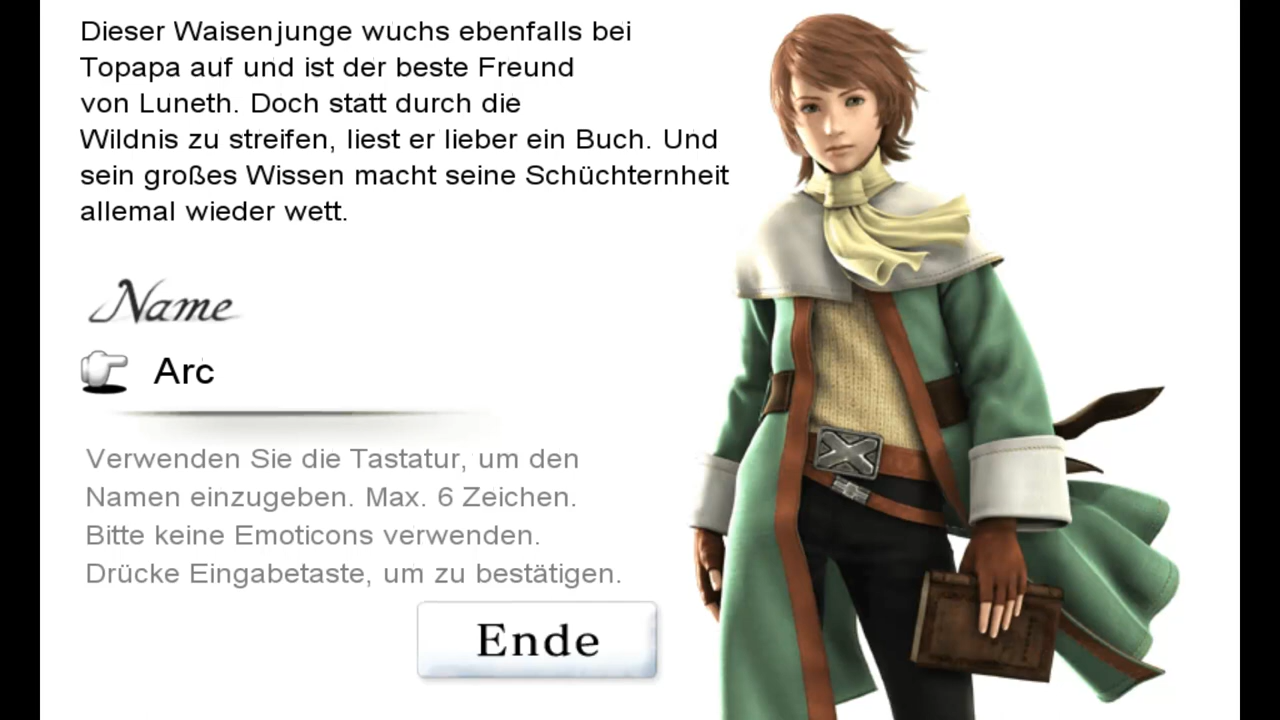 Dieser Waisenjunge wuchs ebenfalls bei
Topapa auf und ist der beste Freund
von Luneth. Doch statt durch die
Wildnis zu streifen, liest er lieber ein Buch. Und
sein großes Wissen macht seine Schüchternheit
allemal wieder wett.
Name
Arc
Verwenden Sie die Tastatur, um den
Namen einzugeben. Max. 6 Zeichen.
Bitte keine Emoticons verwenden.
Drücke Eingabetaste, um zu bestätigen.
Ende